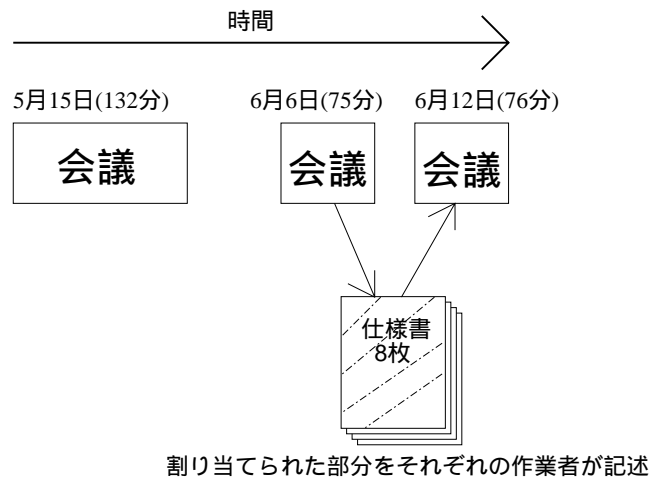 時間
5月15日(132分)
6月6日(75分)
6月12日(76分)
会議
会議
会議
仕様書
8枚
割り当てられた部分をそれぞれの作業者が記述